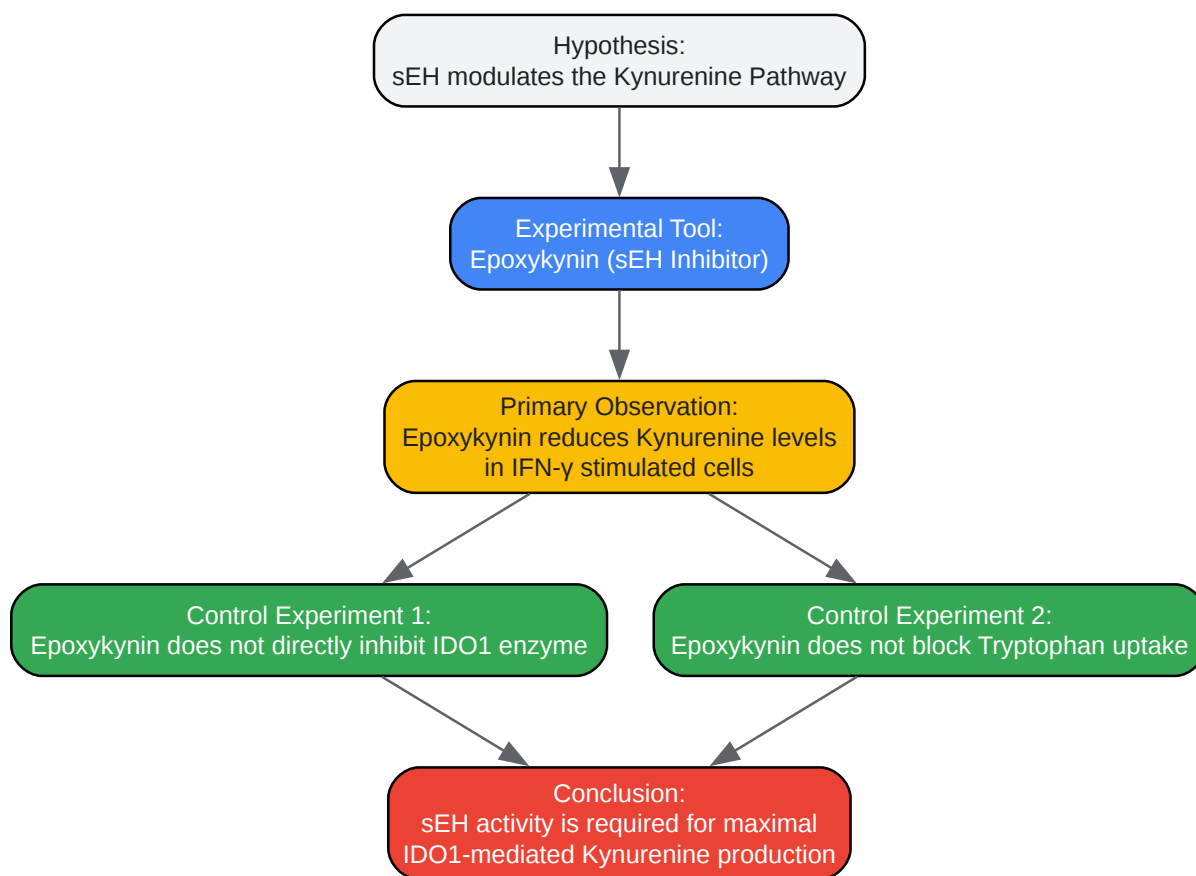 Hypothesis:
sEH modulates the Kynurenine Pathway
Experimental Tool:
Epoxykynin (sEH Inhibitor)
Primary Observation:
Epoxykynin reduces Kynurenine levels
in IFN-γ stimulated cells
Control Experiment 1:
Epoxykynin does not directly inhibit IDO1 enzyme
Control Experiment 2:
Epoxykynin does not block Tryptophan uptake
Conclusion:
sEH activity is required for maximal
IDO1-mediated Kynurenine production